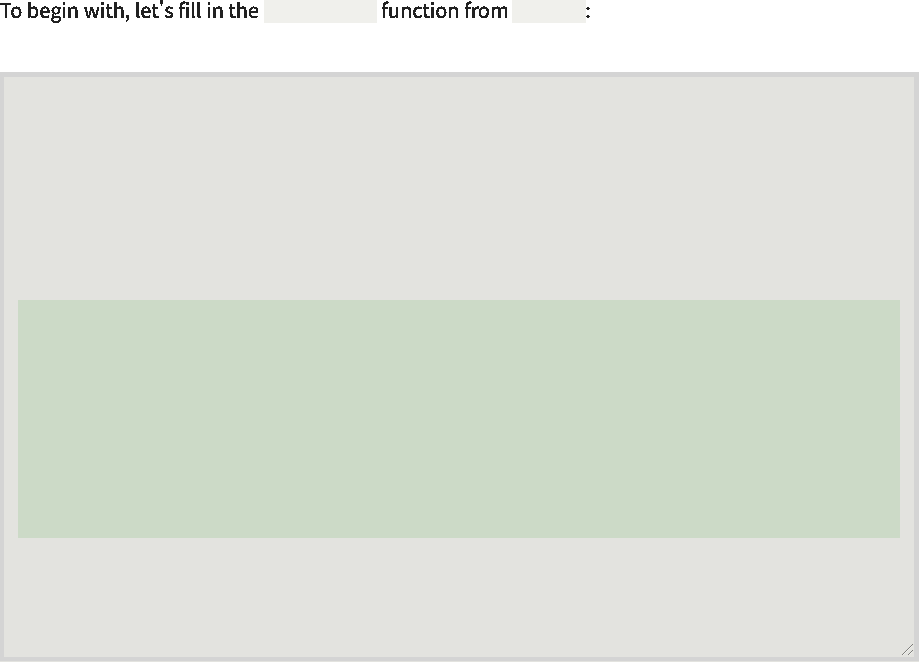 To begin with, let's fill in the function from :